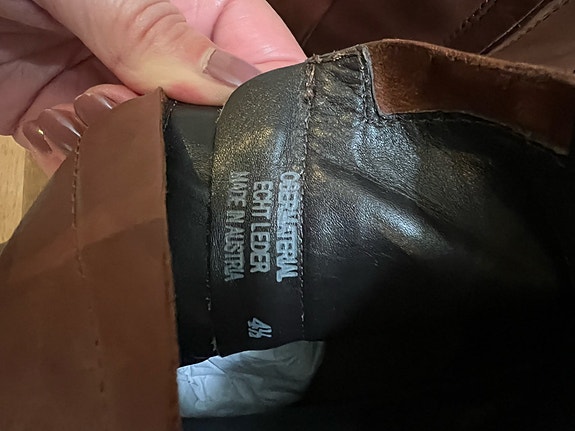 OBERMATERIAL
ECHT LEDER
MADE IN AUSTRIA
4½